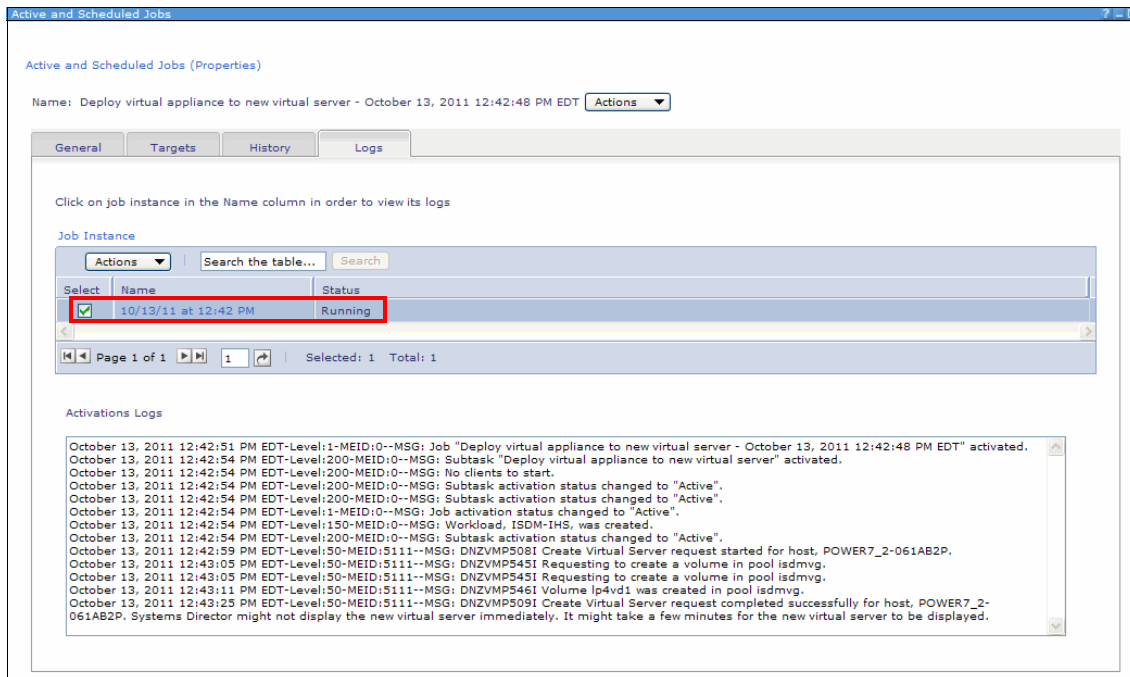 Active and Scheduled Jobs
Active and Scheduled Jobs (Properties)
Name: Deploy virtual appliance to new virtual server - October 13, 2011 12:42:48 PM EDT Actions
General Targets History Logs
Click on job instance in the Name column in order to view its logs
Job Instance
Actions Search the table... Search
Select Name Status
10/13/11 at 12:42 PM Running
Page 1 of 1 1 Selected: 1 Total: 1
Activations Logs
October 13, 2011 12:42:51 PM EDT-Level:1-MEID:0--MSG: Job "Deploy virtual appliance to new virtual server - October 13, 2011 12:42:48 PM EDT" activated.
October 13, 2011 12:42:54 PM EDT-Level:200-MEID:0--MSG: Subtask "Deploy virtual appliance to new virtual server" activated.
October 13, 2011 12:42:54 PM EDT-Level:200-MEID:0--MSG: No clients to start.
October 13, 2011 12:42:54 PM EDT-Level:200-MEID:0--MSG: Subtask activation status changed to "Active".
October 13, 2011 12:42:54 PM EDT-Level:200-MEID:0--MSG: Subtask activation status changed to "Active".
October 13, 2011 12:42:54 PM EDT-Level:1-MEID:0--MSG: Job activation status changed to "Active".
October 13, 2011 12:42:54 PM EDT-Level:150-MEID:0--MSG: Workload, ISDM-IHS, was created.
October 13, 2011 12:42:54 PM EDT-Level:200-MEID:0--MSG: Subtask activation status changed to "Active".
October 13, 2011 12:42:59 PM EDT-Level:50-MEID:5111--MSG: DNZVMP508I Create Virtual Server request started for host, POWER7_2-061AB2P.
October 13, 2011 12:43:05 PM EDT-Level:50-MEID:5111--MSG: DNZVMP545I Requesting to create a volume in pool isdmvg.
October 13, 2011 12:43:05 PM EDT-Level:50-MEID:5111--MSG: DNZVMP545I Requesting to create a volume in pool isdmvg.
October 13, 2011 12:43:11 PM EDT-Level:50-MEID:5111--MSG: DNZVMP546I Volume lp4vd1 was created in pool isdmvg.
October 13, 2011 12:43:25 PM EDT-Level:50-MEID:5111--MSG: DNZVMP509I Create Virtual Server request completed successfully for host, POWER7_2-
061AB2P. Systems Director might not display the new virtual server immediately. It might take a few minutes for the new virtual server to be displayed.